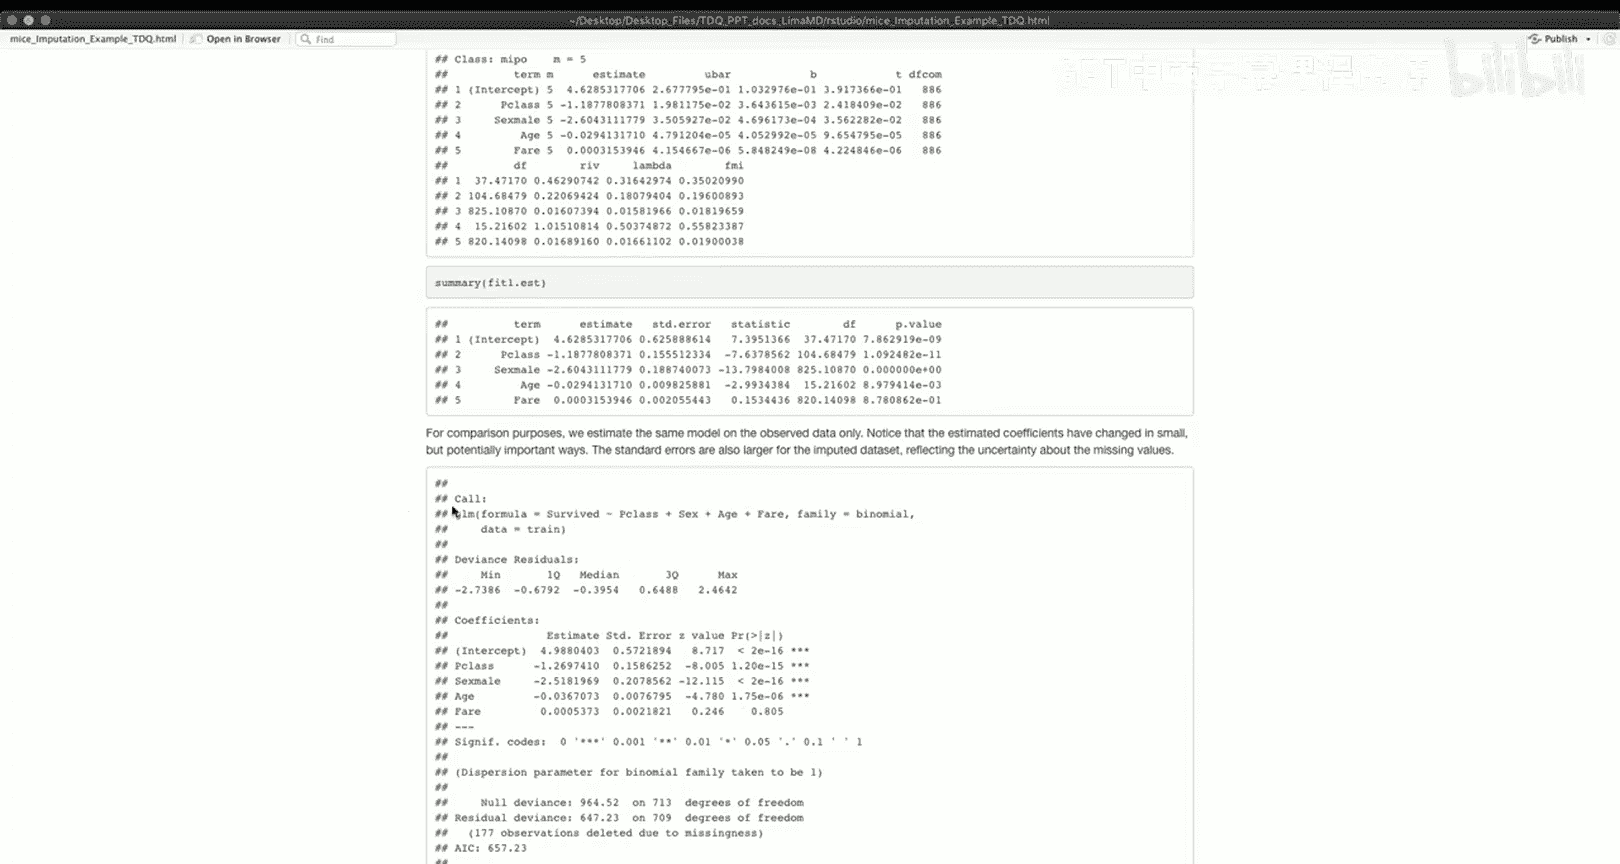 ~/Desktop/Desktop_Files/TDQ_PPT_docs_LimaMD/rstudio/mice_Imputation_Example_TDQ.html
mice_Imputation_Example_TDQ.html Open in Browser Find Publish
## Class: mipo    m = 5
##          term m      estimate         ubar            b            t dfcom
## 1 (Intercept) 5  4.6285317706 2.677795e-01 1.032976e-01 3.917366e-01   886
## 2      Pclass 5 -1.1877808371 1.981175e-02 3.643615e-03 2.418409e-02   886
## 3     Sexmale 5 -2.6043111779 3.505927e-02 4.696173e-04 3.562282e-02   886
## 4         Age 5 -0.0294131710 4.791204e-05 4.052992e-05 9.654795e-05   886
## 5        Fare 5  0.0003153946 4.154667e-06 5.848249e-08 4.224846e-06   886
##          df        riv     lambda        fmi
## 1  37.47170 0.46290742 0.31642974 0.35020990
## 2 104.68479 0.22069424 0.18079404 0.19600893
## 3 825.10870 0.01607394 0.01581966 0.01819659
## 4  15.21602 1.01510814 0.50374872 0.55823387
## 5 820.14098 0.01689160 0.01661102 0.01900038
summary(fit1.est)
##          term      estimate   std.error   statistic        df      p.value
## 1 (Intercept)  4.6285317706 0.625888614   7.3951366  37.47170 7.862919e-09
## 2      Pclass -1.1877808371 0.155512334  -7.6378562 104.68479 1.092482e-11
## 3     Sexmale -2.6043111779 0.188740073 -13.7984008 825.10870 0.000000e+00
## 4         Age -0.0294131710 0.009825881  -2.9934384  15.21602 8.979414e-03
## 5        Fare  0.0003153946 0.002055443   0.1534436 820.14098 8.780862e-01
For comparison purposes, we estimate the same model on the observed data only. Notice that the estimated coefficients have changed in small,
but potentially important ways. The standard errors are also larger for the imputed dataset, reflecting the uncertainty about the missing values.
##
## Call:
## glm(formula = Survived ~ Pclass + Sex + Age + Fare, family = binomial,
##     data = train)
##
## Deviance Residuals:
##     Min       1Q   Median       3Q      Max
## -2.7386  -0.6792  -0.3954   0.6488   2.4642
##
## Coefficients:
##               Estimate Std. Error z value Pr(>|z|)
## (Intercept)  4.9880403  0.5721894   8.717  < 2e-16 ***
## Pclass      -1.2697410  0.1586252  -8.005 1.20e-15 ***
## Sexmale     -2.5181969  0.2078562 -12.115  < 2e-16 ***
## Age         -0.0367073  0.0076795  -4.780 1.75e-06 ***
## Fare         0.0005373  0.0021821   0.246    0.805
## ---
## Signif. codes:  0 '***' 0.001 '**' 0.01 '*' 0.05 '.' 0.1 ' ' 1
##
## (Dispersion parameter for binomial family taken to be 1)
##
##     Null deviance: 964.52  on 713  degrees of freedom
## Residual deviance: 647.23  on 709  degrees of freedom
##   (177 observations deleted due to missingness)
## AIC: 657.23
##
bilibili